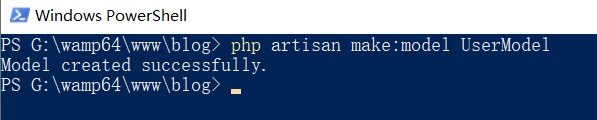 Windows PowerShell
PS G:\wamp64\www\blog> php artisan make:model UserModel
Model created successfully.
PS G:\wamp64\www\blog>